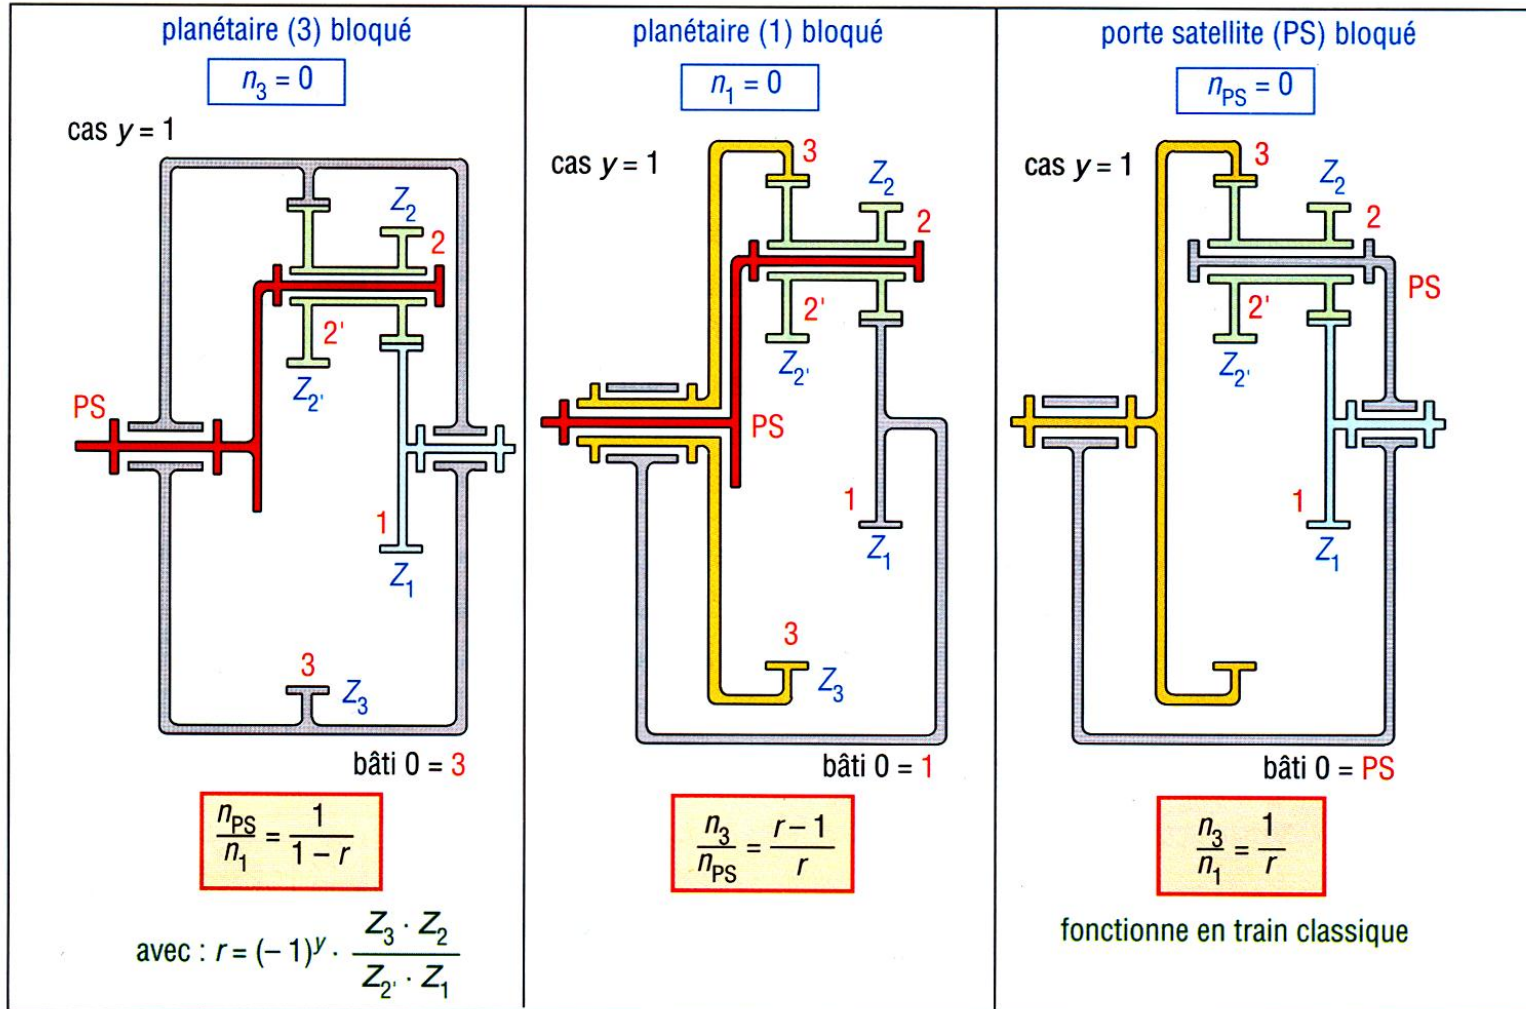 planétaire (3) bloqué
n₃ = 0
cas y = 1
Z₂
2
2'
Z₂'
PS
1
Z₁
3
Z₃
bâti 0 = 3
n_PS / n₁ = 1 / (1 – r)
avec : r = (– 1)^y · (Z₃ · Z₂) / (Z₂' · Z₁)
planétaire (1) bloqué
n₁ = 0
cas y = 1
3
Z₂
2
2'
Z₂'
PS
1
Z₁
3
Z₃
bâti 0 = 1
n₃ / n_PS = (r – 1) / r
porte satellite (PS) bloqué
n_PS = 0
cas y = 1
3
Z₂
2
PS
2'
Z₂'
1
Z₁
bâti 0 = PS
n₃ / n₁ = 1 / r
fonctionne en train classique